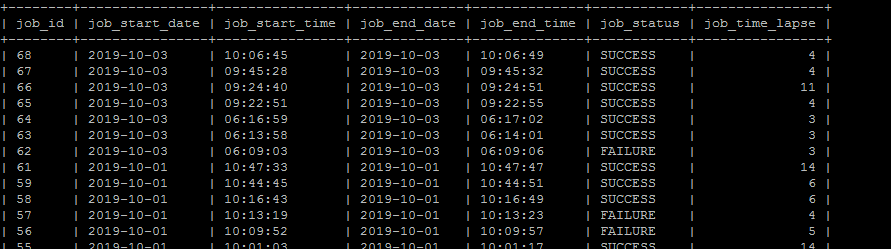 +--------+----------------+----------------+--------------+--------------+------------+----------------+
| job_id | job_start_date | job_start_time | job_end_date | job_end_time | job_status | job_time_lapse |
+--------+----------------+----------------+--------------+--------------+------------+----------------+
| 68 | 2019-10-03 | 10:06:45 | 2019-10-03 | 10:06:49 | SUCCESS | 4 |
| 67 | 2019-10-03 | 09:45:28 | 2019-10-03 | 09:45:32 | SUCCESS | 4 |
| 66 | 2019-10-03 | 09:24:40 | 2019-10-03 | 09:24:51 | SUCCESS | 11 |
| 65 | 2019-10-03 | 09:22:51 | 2019-10-03 | 09:22:55 | SUCCESS | 4 |
| 64 | 2019-10-03 | 06:16:59 | 2019-10-03 | 06:17:02 | SUCCESS | 3 |
| 63 | 2019-10-03 | 06:13:58 | 2019-10-03 | 06:14:01 | SUCCESS | 3 |
| 62 | 2019-10-03 | 06:09:03 | 2019-10-03 | 06:09:06 | FAILURE | 3 |
| 61 | 2019-10-01 | 10:47:33 | 2019-10-01 | 10:47:47 | SUCCESS | 14 |
| 59 | 2019-10-01 | 10:44:45 | 2019-10-01 | 10:44:51 | SUCCESS | 6 |
| 58 | 2019-10-01 | 10:16:43 | 2019-10-01 | 10:16:49 | SUCCESS | 6 |
| 57 | 2019-10-01 | 10:13:19 | 2019-10-01 | 10:13:23 | FAILURE | 4 |
| 56 | 2019-10-01 | 10:09:52 | 2019-10-01 | 10:09:57 | FAILURE | 5 |
| 55 | 2019-10-01 | 10:01:03 | 2019-10-01 | 10:01:17 | SUCCESS | 14 |